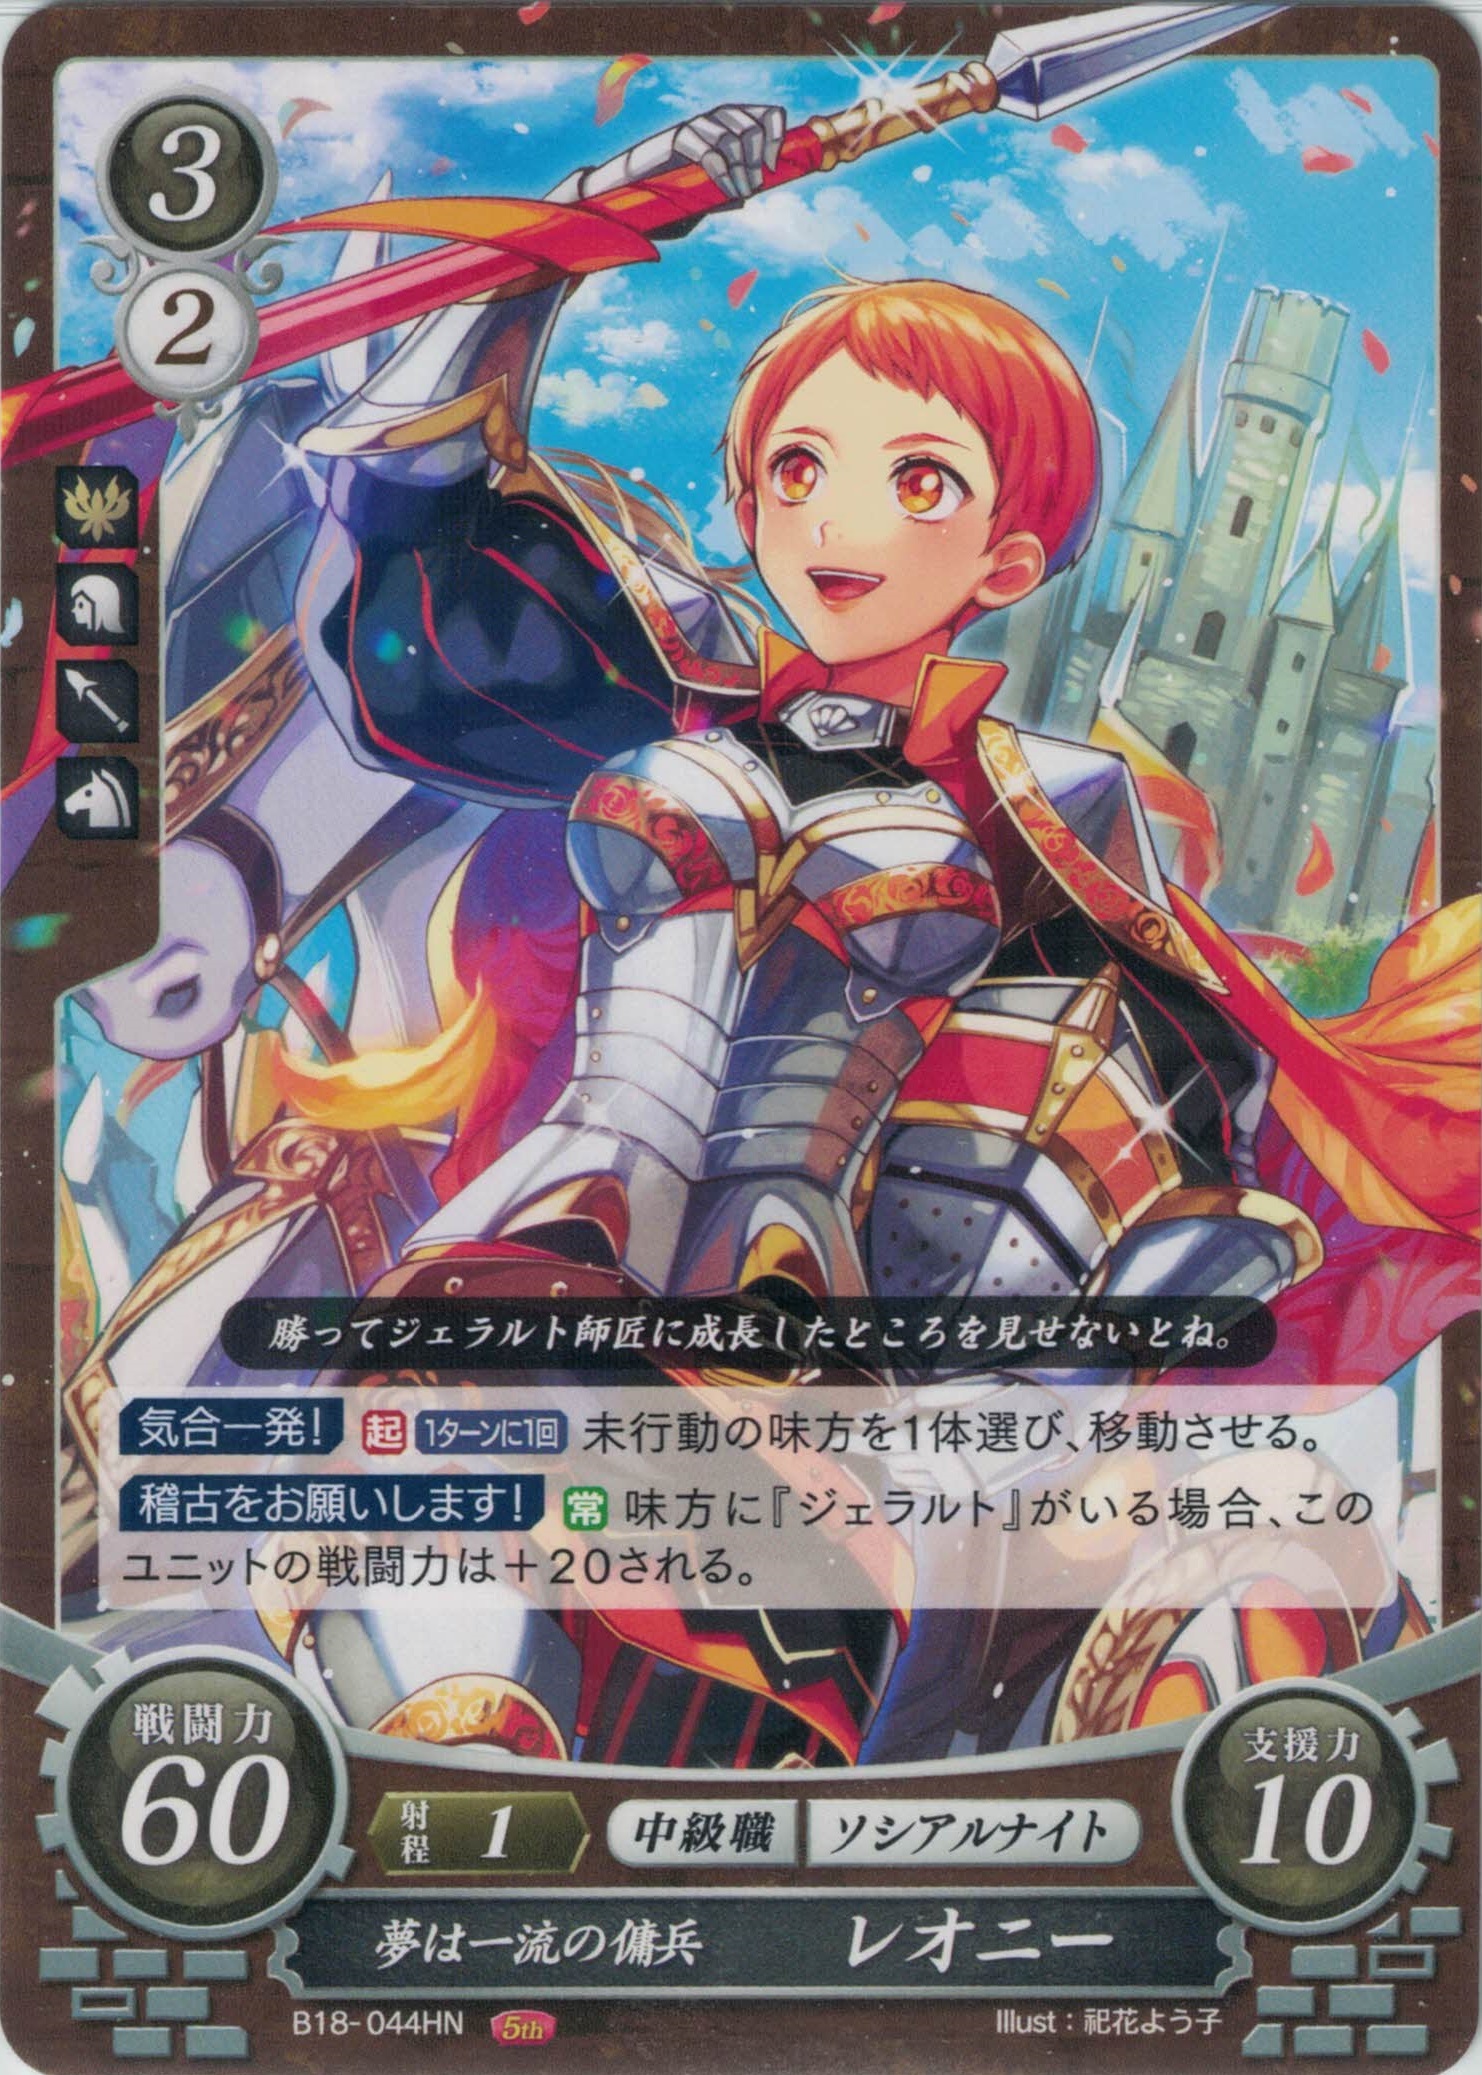 3
2
勝ってジェラルト師匠に成長したところを見せないとね。
気合一発! 起 1ターンに1回 未行動の味方を1体選び、移動させる。
稽古をお願いします! 常 味方に『ジェラルト』がいる場合、この
ユニットの戦闘力は+20される。
戦闘力
60
射程 1
中級職 ソシアルナイト
支援力
10
夢は一流の傭兵 レオニー
B18-044HN 5th
Illust:祀花よう子